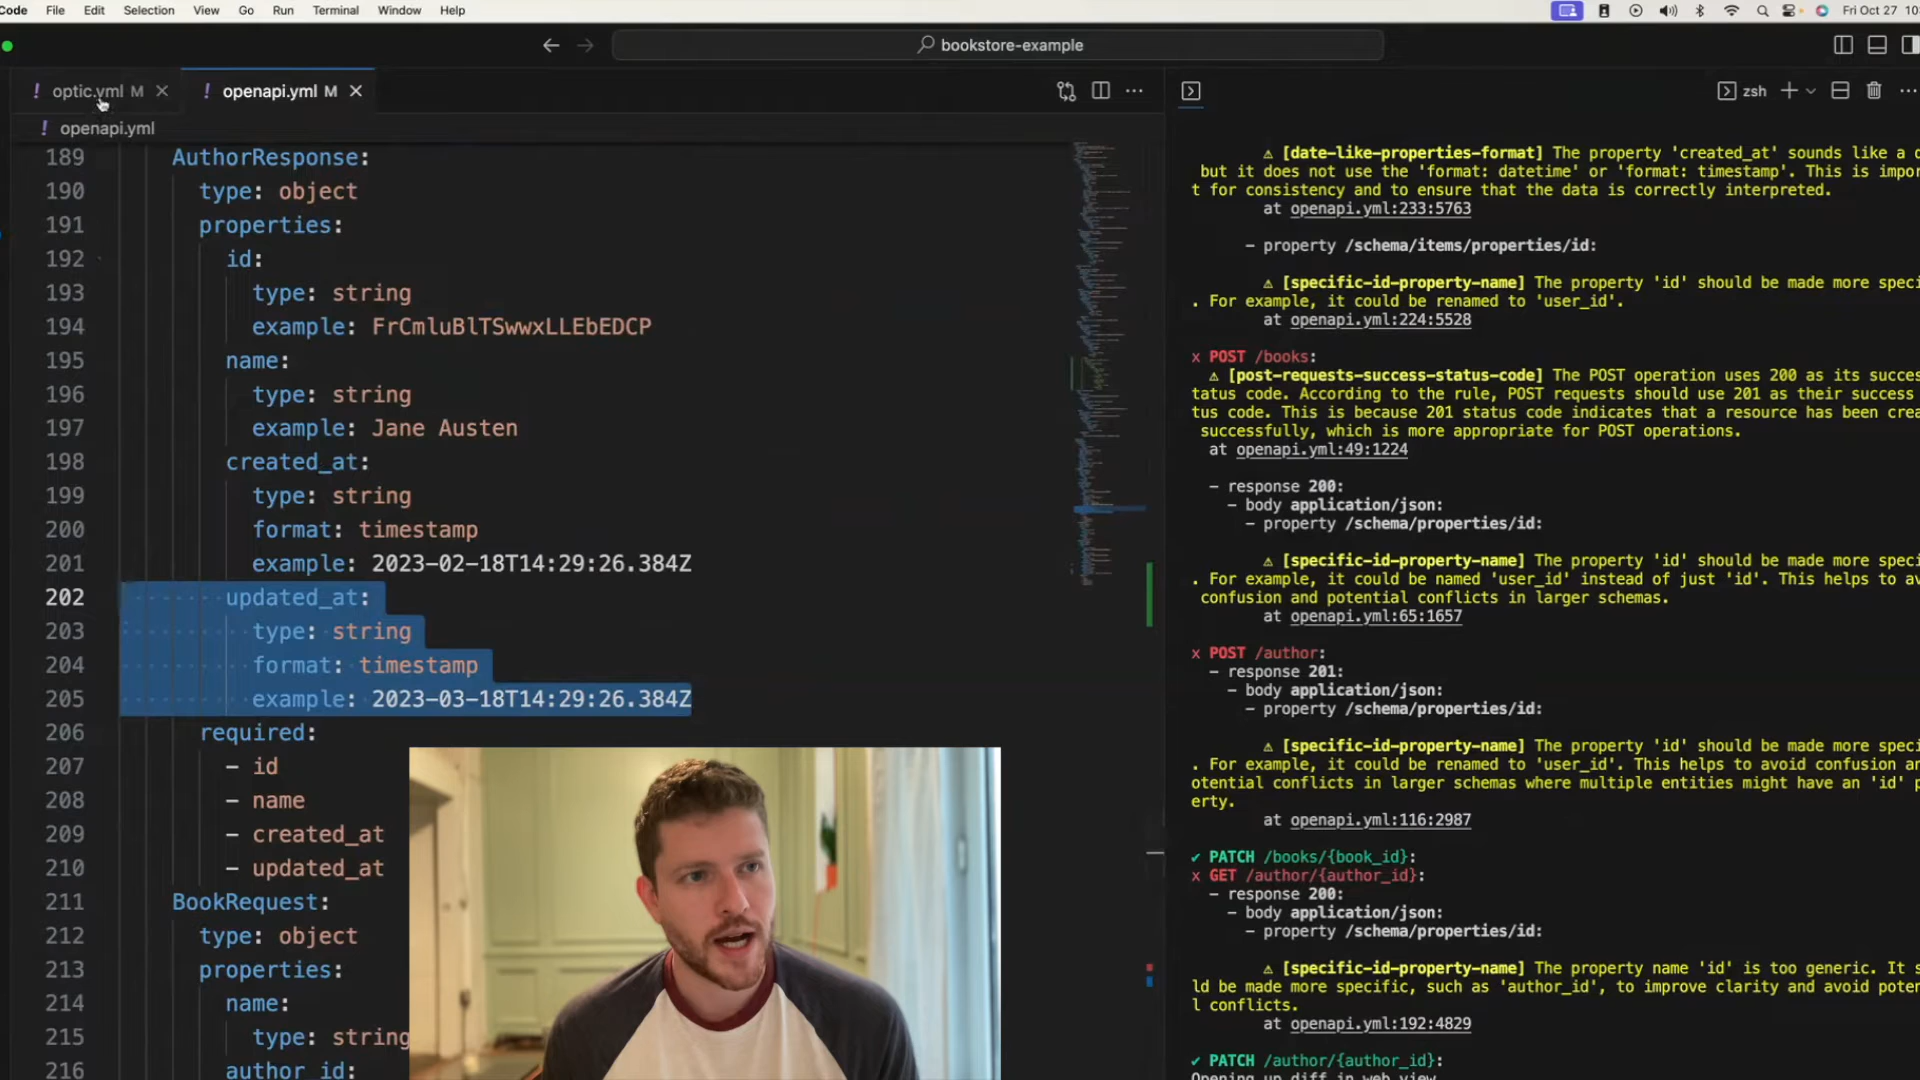 Code File Edit Selection View Go Run Terminal Window Help Fri Oct 27 10
bookstore-example
! optic.yml M × ! openapi.yml M × zsh
! openapi.yml
189 AuthorResponse:
190 type: object
191 properties:
192 id:
193 type: string
194 example: FrCmluBlTSwwxLLEbEDCP
195 name:
196 type: string
197 example: Jane Austen
198 created_at:
199 type: string
200 format: timestamp
201 example: 2023-02-18T14:29:26.384Z
202 updated_at:
203 type: string
204 format: timestamp
205 example: 2023-03-18T14:29:26.384Z
206 required:
207 - id
208 - name
209 - created_at
210 - updated_at
211 BookRequest:
212 type: object
213 properties:
214 name:
215 type: string
216 author_id:
⚠ [date-like-properties-format] The property 'created_at' sounds like a d
but it does not use the 'format: datetime' or 'format: timestamp'. This is impor
t for consistency and to ensure that the data is correctly interpreted.
at openapi.yml:233:5763
- property /schema/items/properties/id:
⚠ [specific-id-property-name] The property 'id' should be made more speci
. For example, it could be renamed to 'user_id'.
at openapi.yml:224:5528
x POST /books:
⚠ [post-requests-success-status-code] The POST operation uses 200 as its succes
tatus code. According to the rule, POST requests should use 201 as their success
tus code. This is because 201 status code indicates that a resource has been crea
successfully, which is more appropriate for POST operations.
at openapi.yml:49:1224
- response 200:
- body application/json:
- property /schema/properties/id:
⚠ [specific-id-property-name] The property 'id' should be made more speci
. For example, it could be named 'user_id' instead of just 'id'. This helps to av
confusion and potential conflicts in larger schemas.
at openapi.yml:65:1657
x POST /author:
- response 201:
- body application/json:
- property /schema/properties/id:
⚠ [specific-id-property-name] The property 'id' should be made more speci
. For example, it could be renamed to 'user_id'. This helps to avoid confusion an
otential conflicts in larger schemas where multiple entities might have an 'id' p
erty.
at openapi.yml:116:2987
✔ PATCH /books/{book_id}:
x GET /author/{author_id}:
- response 200:
- body application/json:
- property /schema/properties/id:
⚠ [specific-id-property-name] The property name 'id' is too generic. It s
ld be made more specific, such as 'author_id', to improve clarity and avoid poten
l conflicts.
at openapi.yml:192:4829
✔ PATCH /author/{author_id}:
Opening up diff in web view